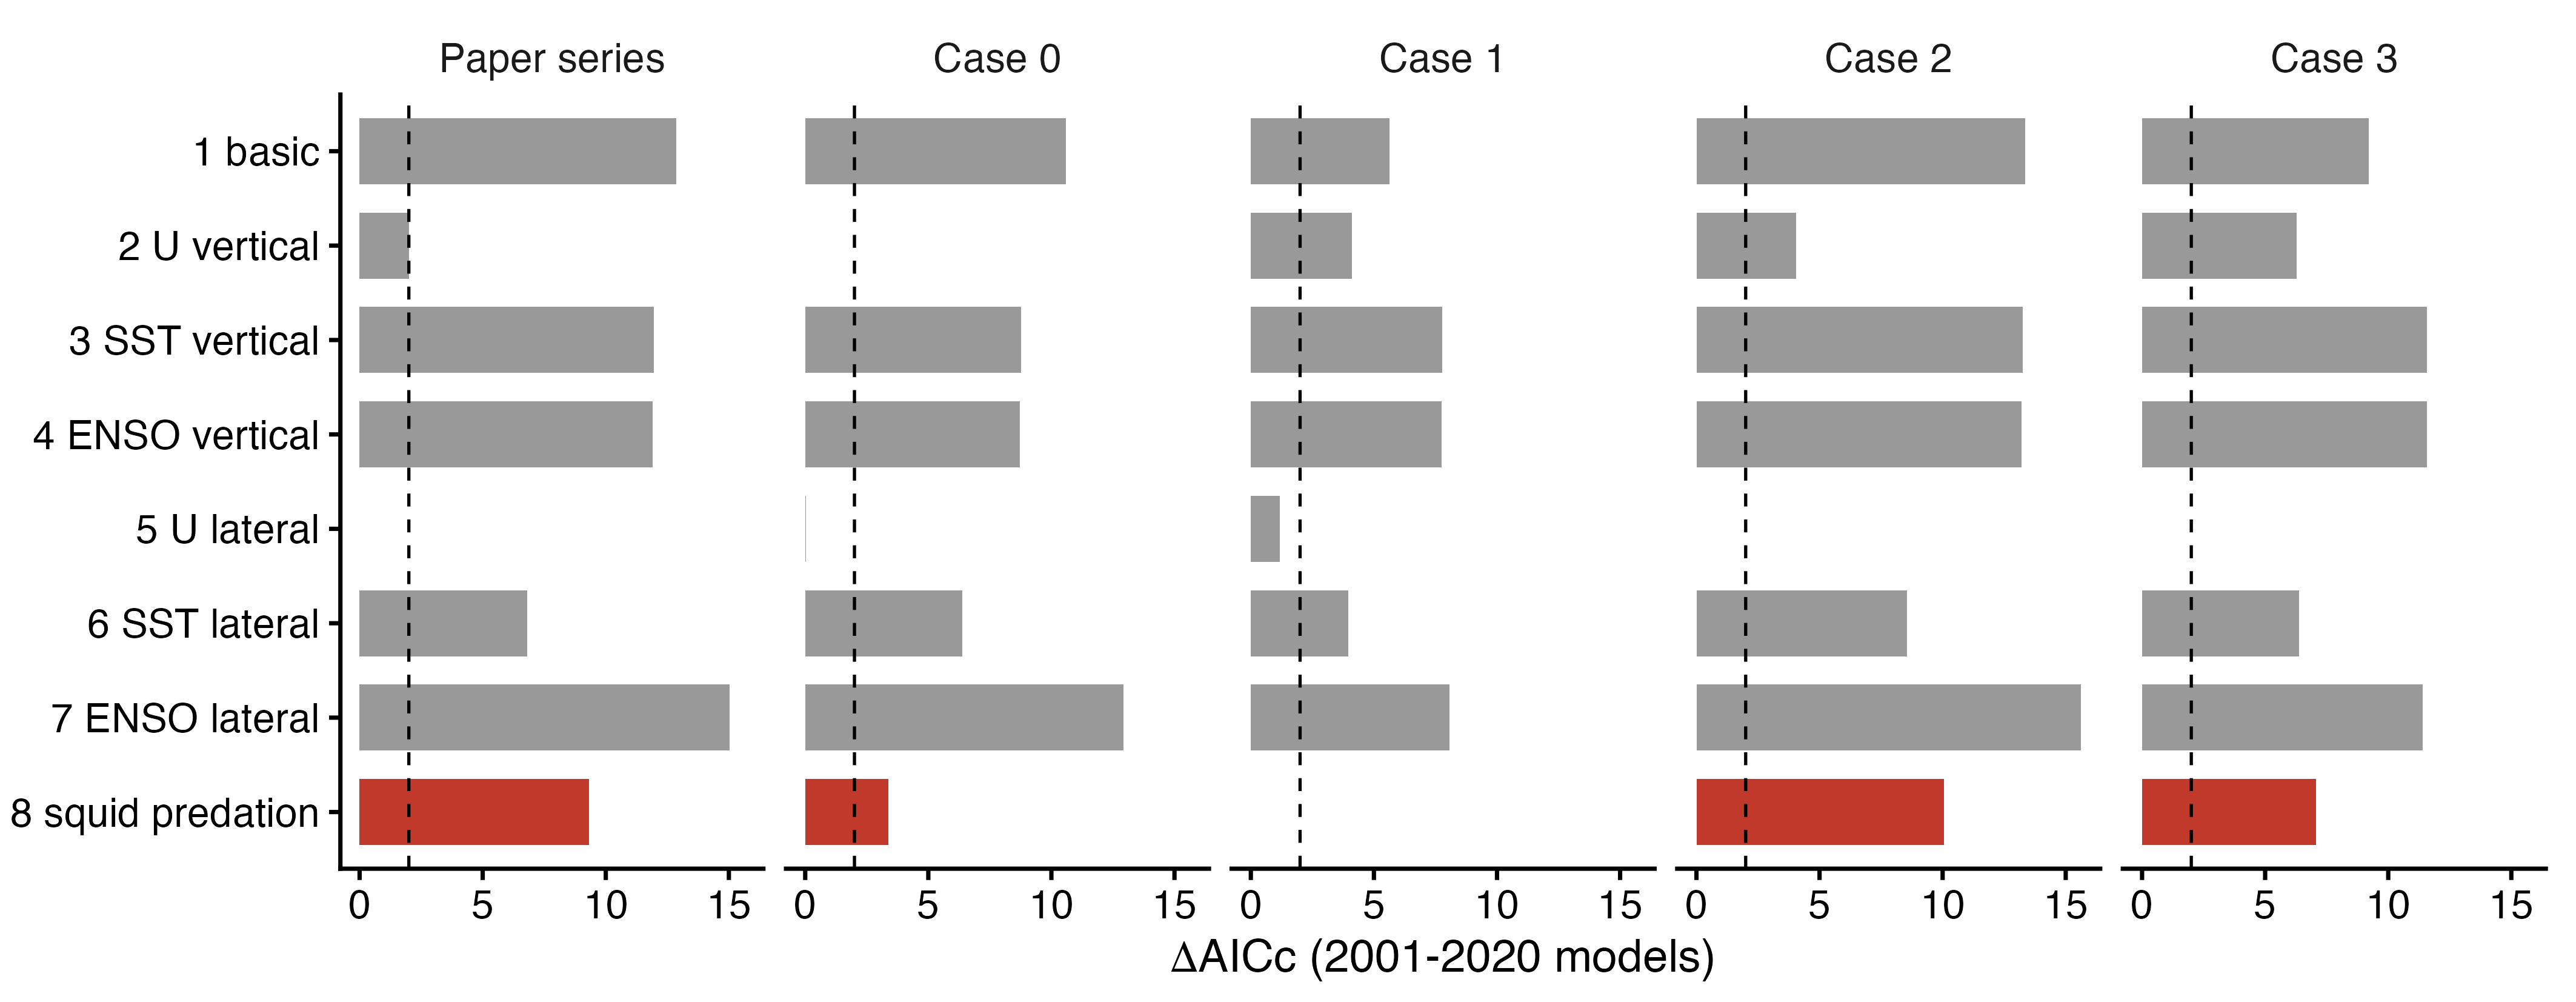 Paper series
Case 0
Case 1
Case 2
Case 3
1 basic
2 U vertical
3 SST vertical
4 ENSO vertical
5 U lateral
6 SST lateral
7 ENSO lateral
8 squid predation
0 5 10 15
0 5 10 15
0 5 10 15
0 5 10 15
0 5 10 15
ΔAICc (2001-2020 models)